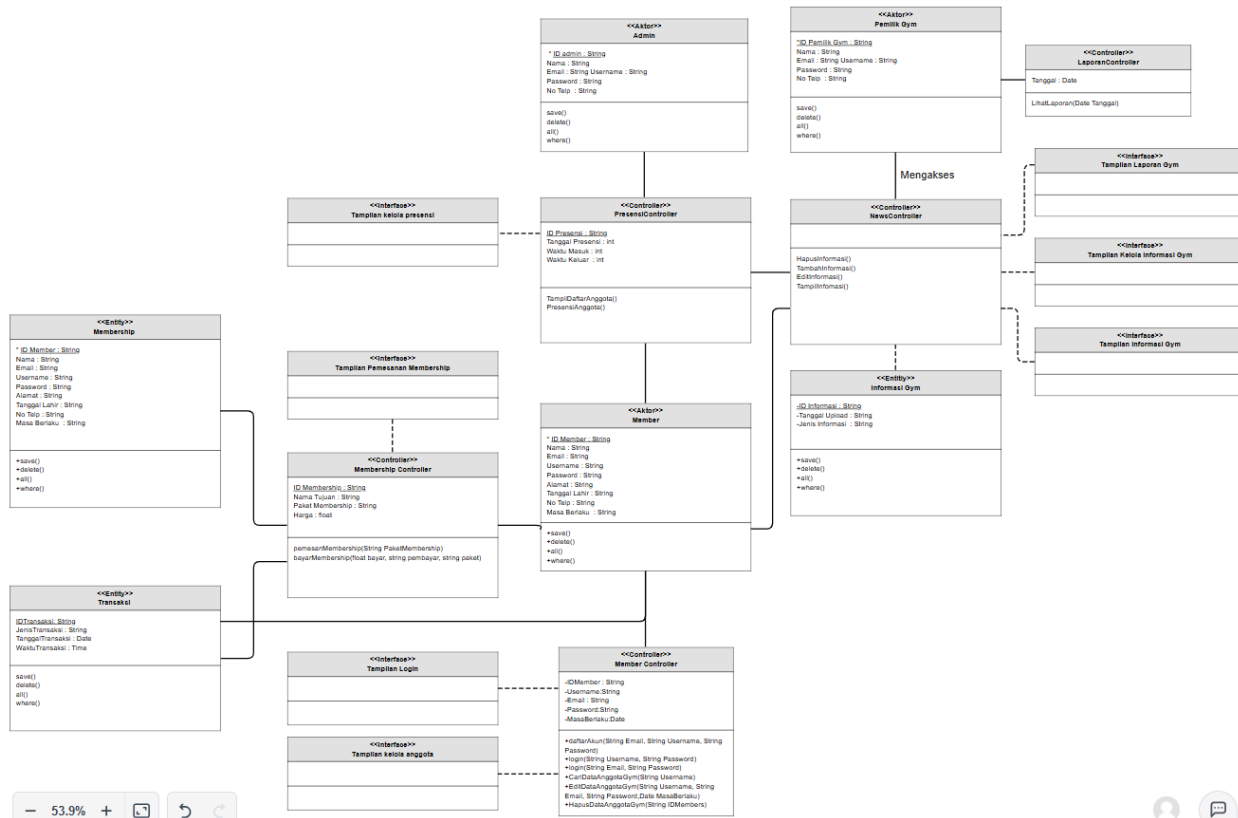 <<Aktor>>
Admin
* ID admin : String
Nama : String
Email : String Username : String
Password : String
No Telp : String
save()
delete()
all()
where()
<<Aktor>>
Pemilik Gym
*ID Pemilik Gym : String
Nama : String
Email : String Username : String
Password : String
No Telp : String
save()
delete()
all()
where()
<<Controller>>
LaporanController
Tanggal : Date
LihatLaporan(Date Tanggal)
Mengakses
<<Interface>>
Tampilan Laporan Gym
<<Interface>>
Tampilan kelola presensi
<<Controller>>
PresensiController
ID Presensi : String
Tanggal Presensi : int
Waktu Masuk : int
Waktu Keluar : int
TampilDaftarAnggota()
PresensiAnggota()
<<Controller>>
NewsController
HapusInformasi()
TambahInformasi()
EditInformasi()
TampilInfomasi()
<<Interface>>
Tampilan Kelola Informasi Gym
<<Interface>>
Tampilan Informasi Gym
<<Entity>>
Membership
* ID Member : String
Nama : String
Email : String
Username : String
Password : String
Alamat : String
Tanggal Lahir : String
No Telp : String
Masa Berlaku : String
+save()
+delete()
+all()
+where()
<<Interface>>
Tampilan Pemesanan Membership
<<Controller>>
Membership Controller
ID Membership : String
Nama Tujuan : String
Paket Membership : String
Harga : float
pemesanMembership(String PaketMembership)
bayarMembership(float bayar, string pembayar, string paket)
<<Aktor>>
Member
* ID Member : String
Nama : String
Email : String
Username : String
Password : String
Alamat : String
Tanggal Lahir : String
No Telp : String
Masa Berlaku : String
+save()
+delete()
+all()
+where()
<<Entitiy>>
Informasi Gym
-ID Informasi : String
-Tanggal Upload : String
-Jenis Informasi : String
+save()
+delete()
+all()
+where()
<<Entity>>
Transaksi
IDTransaksi: String
JenisTransaksi : String
TanggalTransaksi : Date
WaktuTransaksi : Time
save()
delete()
all()
where()
<<Interface>>
Tampilan Login
<<Interface>>
Tampilan kelola anggota
<<Controller>>
Member Controller
-IDMember : String
-Username:String
-Email : String
-Password:String
-MasaBerlaku:Date
+daftarAkun(String Email, String Username, String
Password)
+login(String Username, String Password)
+login(String Email, String Password)
+CariDataAnggotaGym(String Username)
+EditDataAnggotaGym(String Username, String
Email, String Password,Date MasaBerlaku)
+HapusDataAnggotaGym(String IDMembers)
53.9%